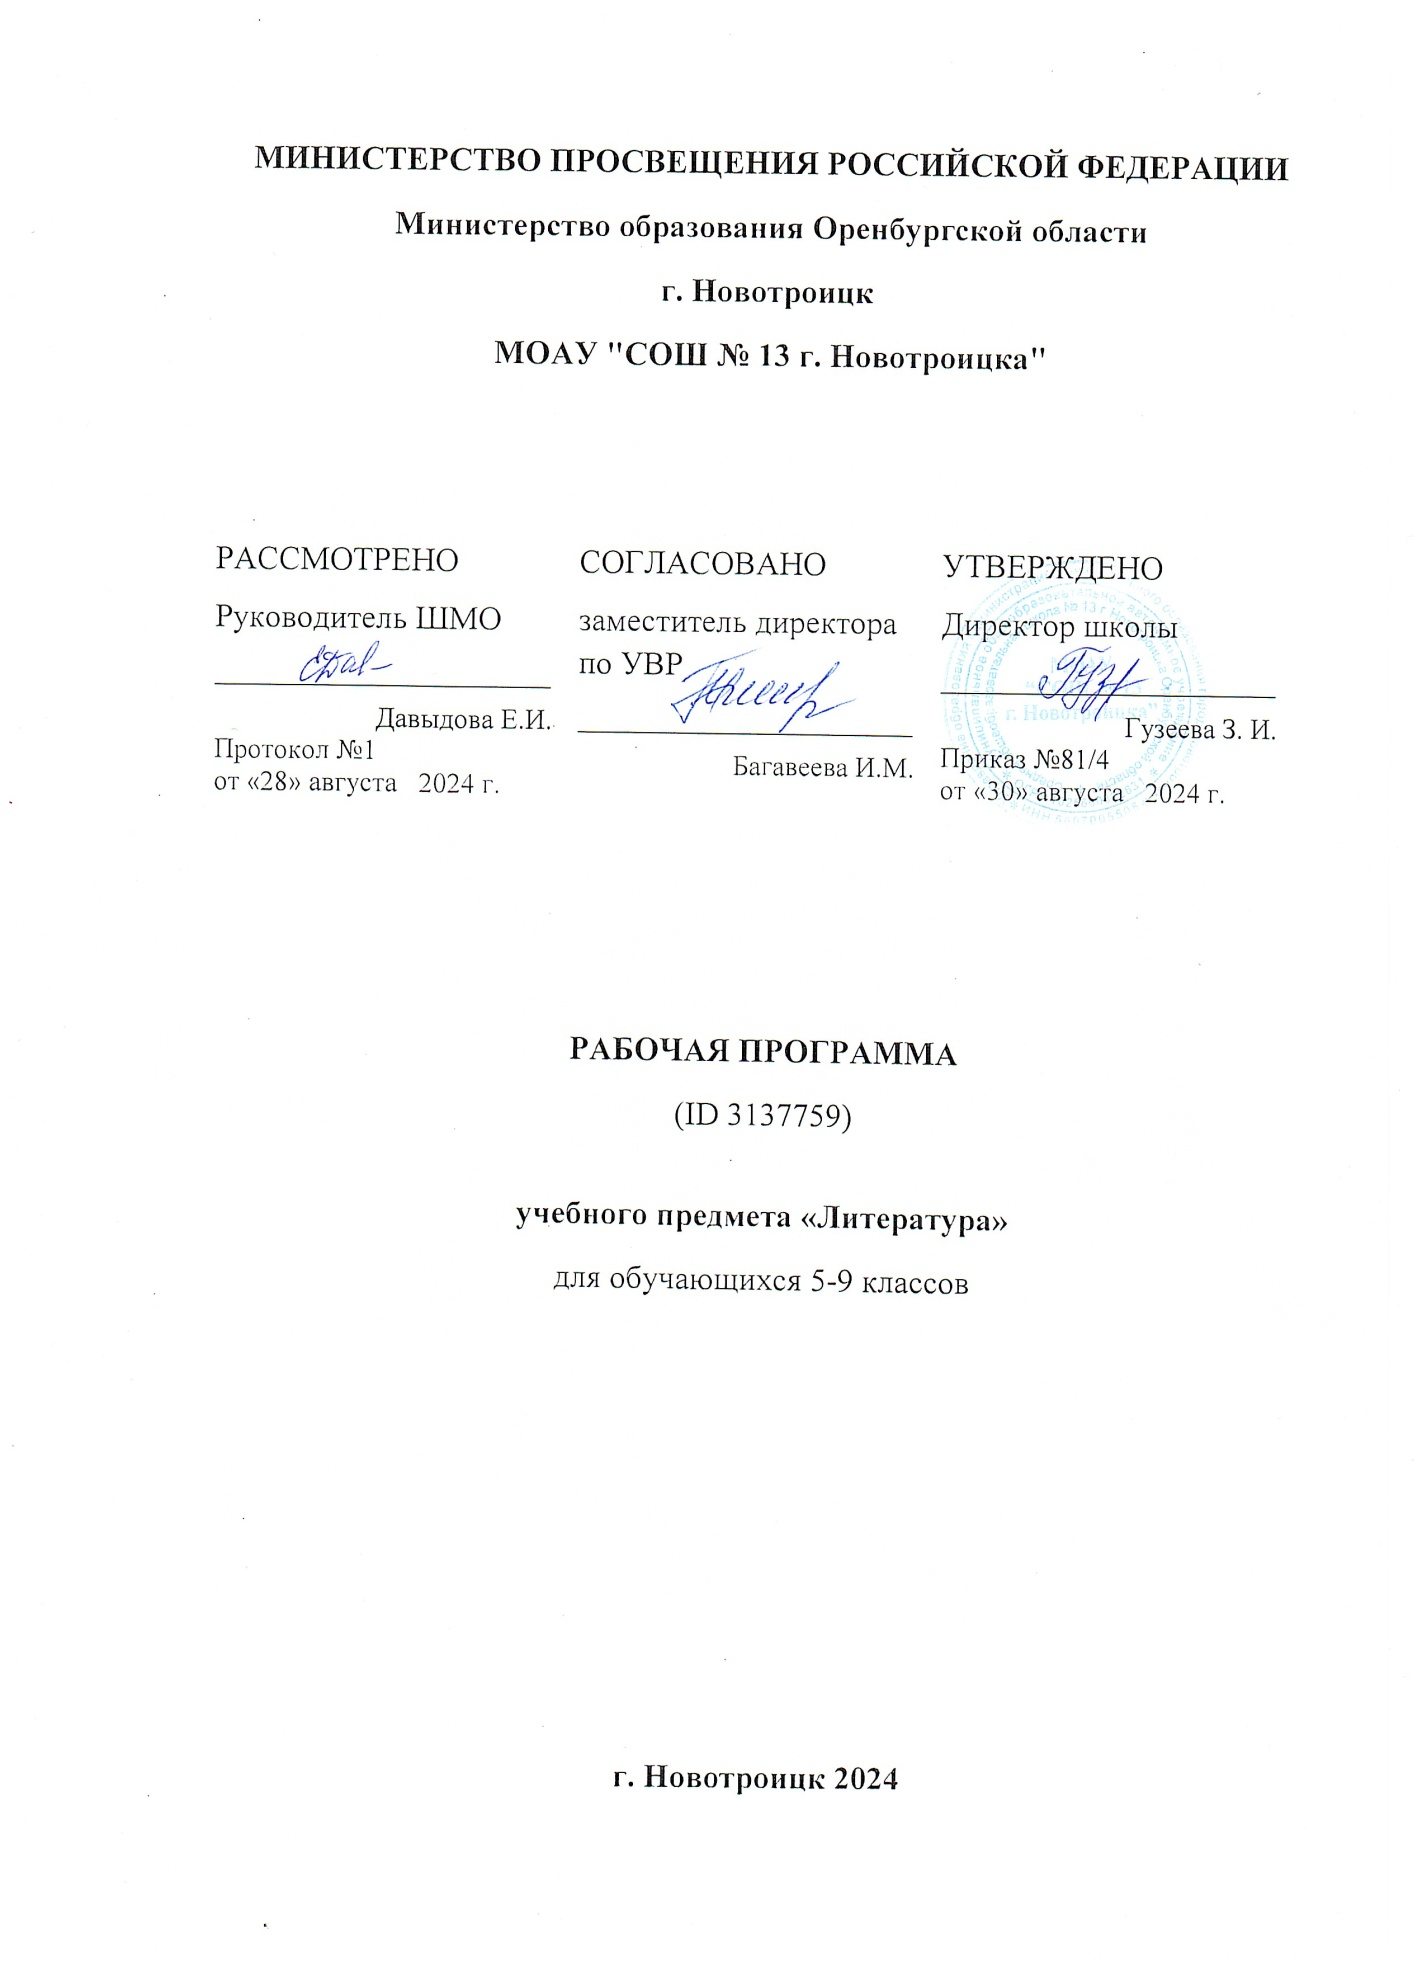 МИНИСТЕРСТВО ПРОСВЕЩЕНИЯ РОССИЙСКОЙ ФЕДЕРАЦИИ
Министерство образования Оренбургской области
г. Новотроицк
МОАУ "СОШ № 13 г. Новотроицка"
РАССМОТРЕНО
Руководитель ШМО
Давыдова Е.И.
Протокол №1
от «28» августа 2024 г.
СОГЛАСОВАНО
заместитель директора
по УВР
Багавеева И.М.
УТВЕРЖДЕНО
Директор школы
г. Новотроицка"
Гузеева З. И.
Приказ №81/4
от «30» августа 2024 г.
РАБОЧАЯ ПРОГРАММА
(ID 3137759)
учебного предмета «Литература»
для обучающихся 5-9 классов
г. Новотроицк 2024